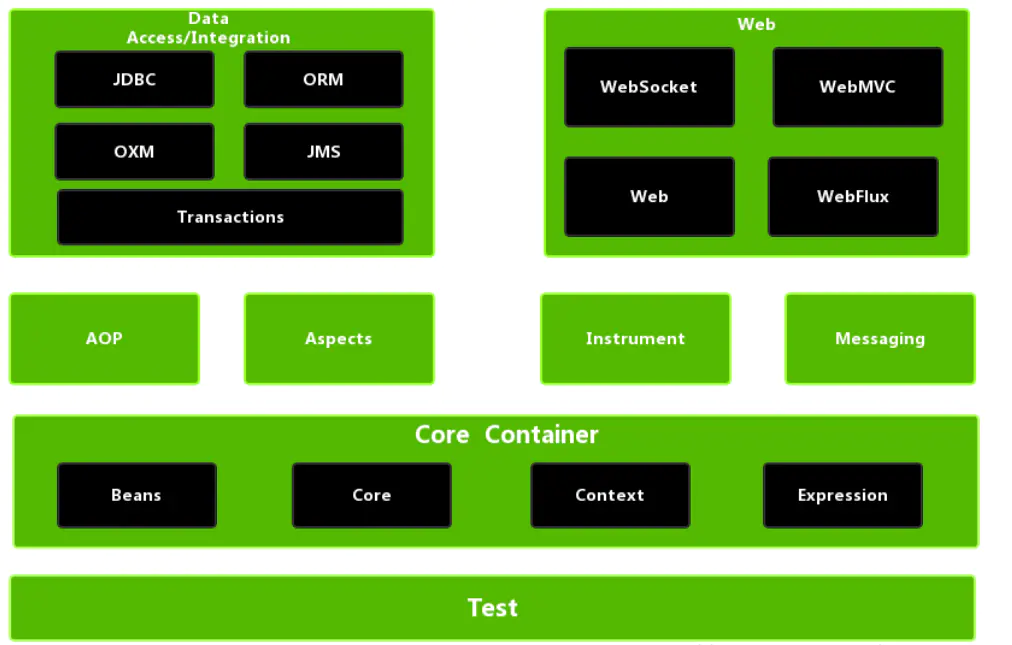 Data
Access/Integration
JDBC
ORM
OXM
JMS
Transactions
Web
WebSocket
WebMVC
Web
WebFlux
AOP
Aspects
Instrument
Messaging
Core Container
Beans
Core
Context
Expression
Test